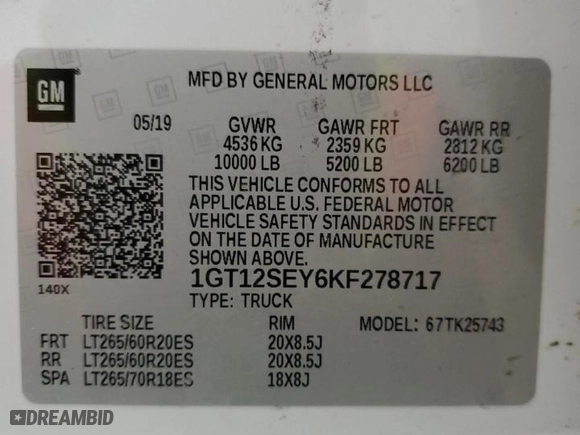 GM
MFD BY GENERAL MOTORS LLC
05/19 GVWR GAWR FRT GAWR RR
4536 KG 2359 KG 2812 KG
10000 LB 5200 LB 6200 LB
THIS VEHICLE CONFORMS TO ALL
APPLICABLE U.S. FEDERAL MOTOR
VEHICLE SAFETY STANDARDS IN EFFECT
ON THE DATE OF MANUFACTURE
SHOWN ABOVE.
1GT12SEY6KF278717
140X
TYPE: TRUCK
TIRE SIZE RIM MODEL: 67TK25743
FRT LT265/60R20ES 20X8.5J
RR LT265/60R20ES 20X8.5J
SPA LT265/70R18ES 18X8J
DREAMBID